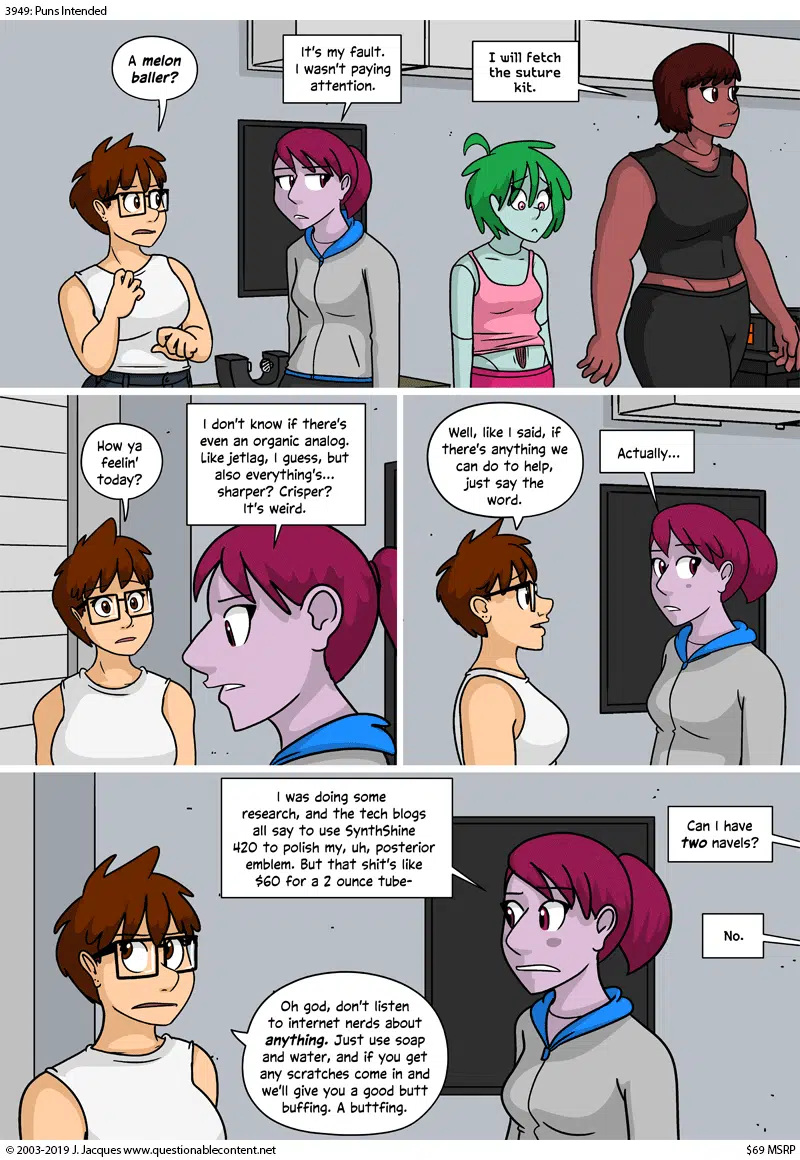 3949: Puns Intended
A melon
baller?
It's my fault.
I wasn't paying
attention.
I will fetch
the suture
kit.
How ya
feelin'
today?
I don't know if there's
even an organic analog.
Like jetlag, I guess, but
also everything's...
sharper? Crisper?
It's weird.
Well, like I said, if
there's anything we
can do to help,
just say the
word.
Actually...
I was doing some
research, and the tech blogs
all say to use SynthShine
420 to polish my, uh, posterior
emblem. But that shit's like
$60 for a 2 ounce tube-
Can I have
two navels?
No.
Oh god, don't listen
to internet nerds about
anything. Just use soap
and water, and if you get
any scratches come in and
we'll give you a good butt
buffing. A buttfing.
© 2003-2019 J. Jacques www.questionablecontent.net
$69 MSRP